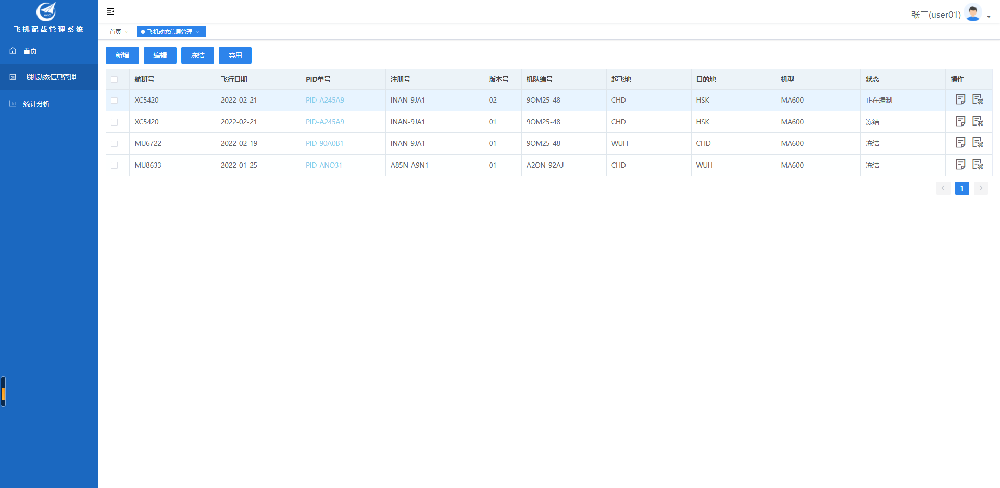 飞机配载管理系统
首页
飞机动态信息管理
统计分析
张三(user01)
首页 ×
飞机动态信息管理 ×
新增 编辑 冻结 弃用
航班号 飞行日期 PID单号 注册号 版本号 机队编号 起飞地 目的地 机型 状态 操作
XC5420 2022-02-21 PID-A245A9 INAN-9JA1 02 9OM25-48 CHD HSK MA600 正在编制
XC5420 2022-02-21 PID-A245A9 INAN-9JA1 01 9OM25-48 CHD HSK MA600 冻结
MU6722 2022-02-19 PID-90A0B1 INAN-9JA1 01 9OM25-48 WUH CHD MA600 冻结
MU8633 2022-01-25 PID-ANO31 A85N-A9N1 01 A2ON-92AJ CHD WUH MA600 冻结
1